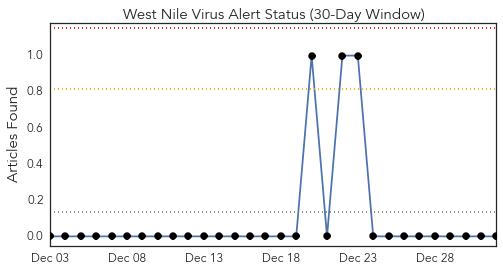 West Nile Virus Alert Status (30-Day Window)
Articles Found
1.0
0.8
0.6
0.4
0.2
0.0
Dec 03 Dec 08 Dec 13 Dec 18 Dec 23 Dec 28